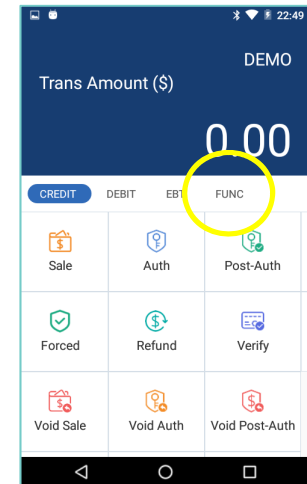 22:49
DEMO
Trans Amount ($)
0.00
CREDIT DEBIT EBT FUNC
Sale Auth Post-Auth
Forced Refund Verify
Void Sale Void Auth Void Post-Auth